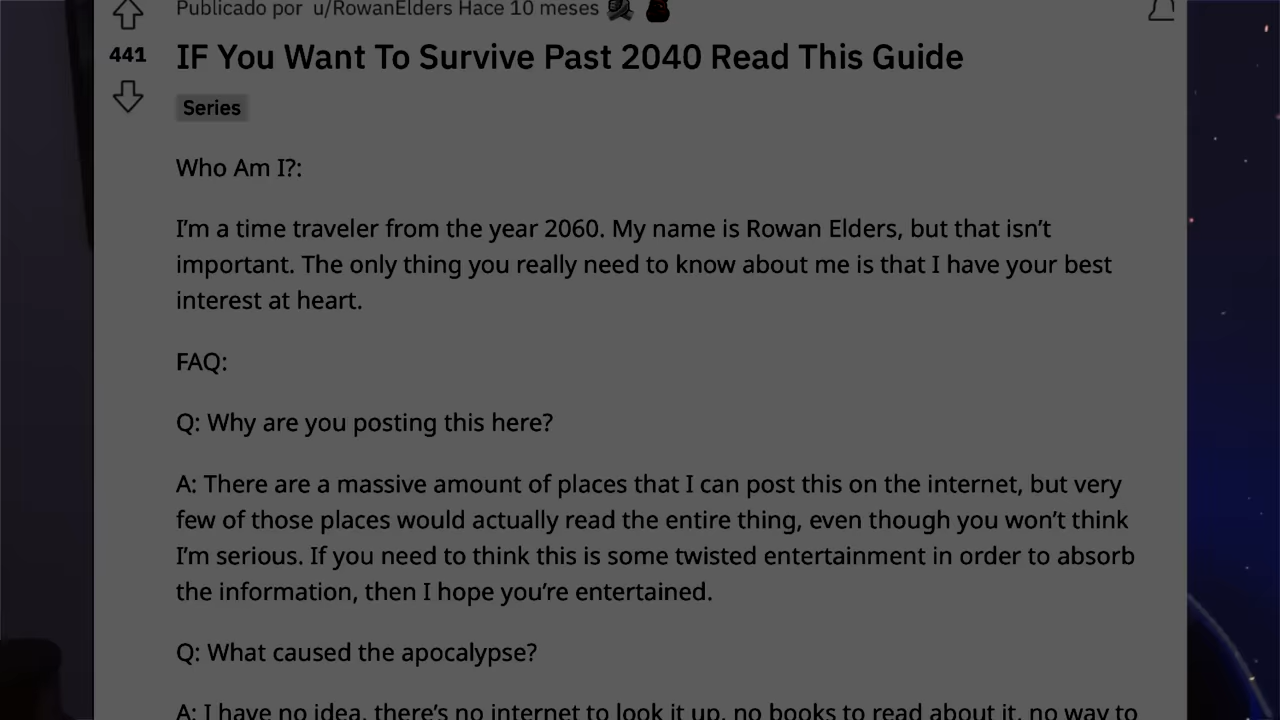 Publicado por u/RowanElders Hace 10 meses
441
IF You Want To Survive Past 2040 Read This Guide
Series
Who Am I?:
I’m a time traveler from the year 2060. My name is Rowan Elders, but that isn’t
important. The only thing you really need to know about me is that I have your best
interest at heart.
FAQ:
Q: Why are you posting this here?
A: There are a massive amount of places that I can post this on the internet, but very
few of those places would actually read the entire thing, even though you won’t think
I’m serious. If you need to think this is some twisted entertainment in order to absorb
the information, then I hope you’re entertained.
Q: What caused the apocalypse?
A: I have no idea, there’s no internet to look it up, no books to read about it, no way to